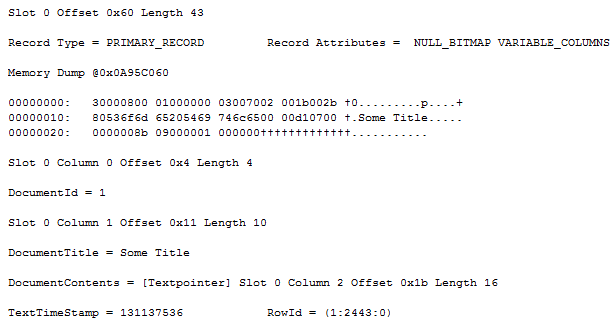 Slot 0 Offset 0x60 Length 43
Record Type = PRIMARY_RECORD Record Attributes = NULL_BITMAP VARIABLE_COLUMNS
Memory Dump @0x0A95C060
00000000: 30000800 01000000 03007002 001b002b †0.........p....+
00000010: 80536f6d 65205469 746c6500 00d10700 †.Some Title.....
00000020: 0000008b 09000001 000000†††††††††††††...........
Slot 0 Column 0 Offset 0x4 Length 4
DocumentId = 1
Slot 0 Column 1 Offset 0x11 Length 10
DocumentTitle = Some Title
DocumentContents = [Textpointer] Slot 0 Column 2 Offset 0x1b Length 16
TextTimeStamp = 131137536 RowId = (1:2443:0)